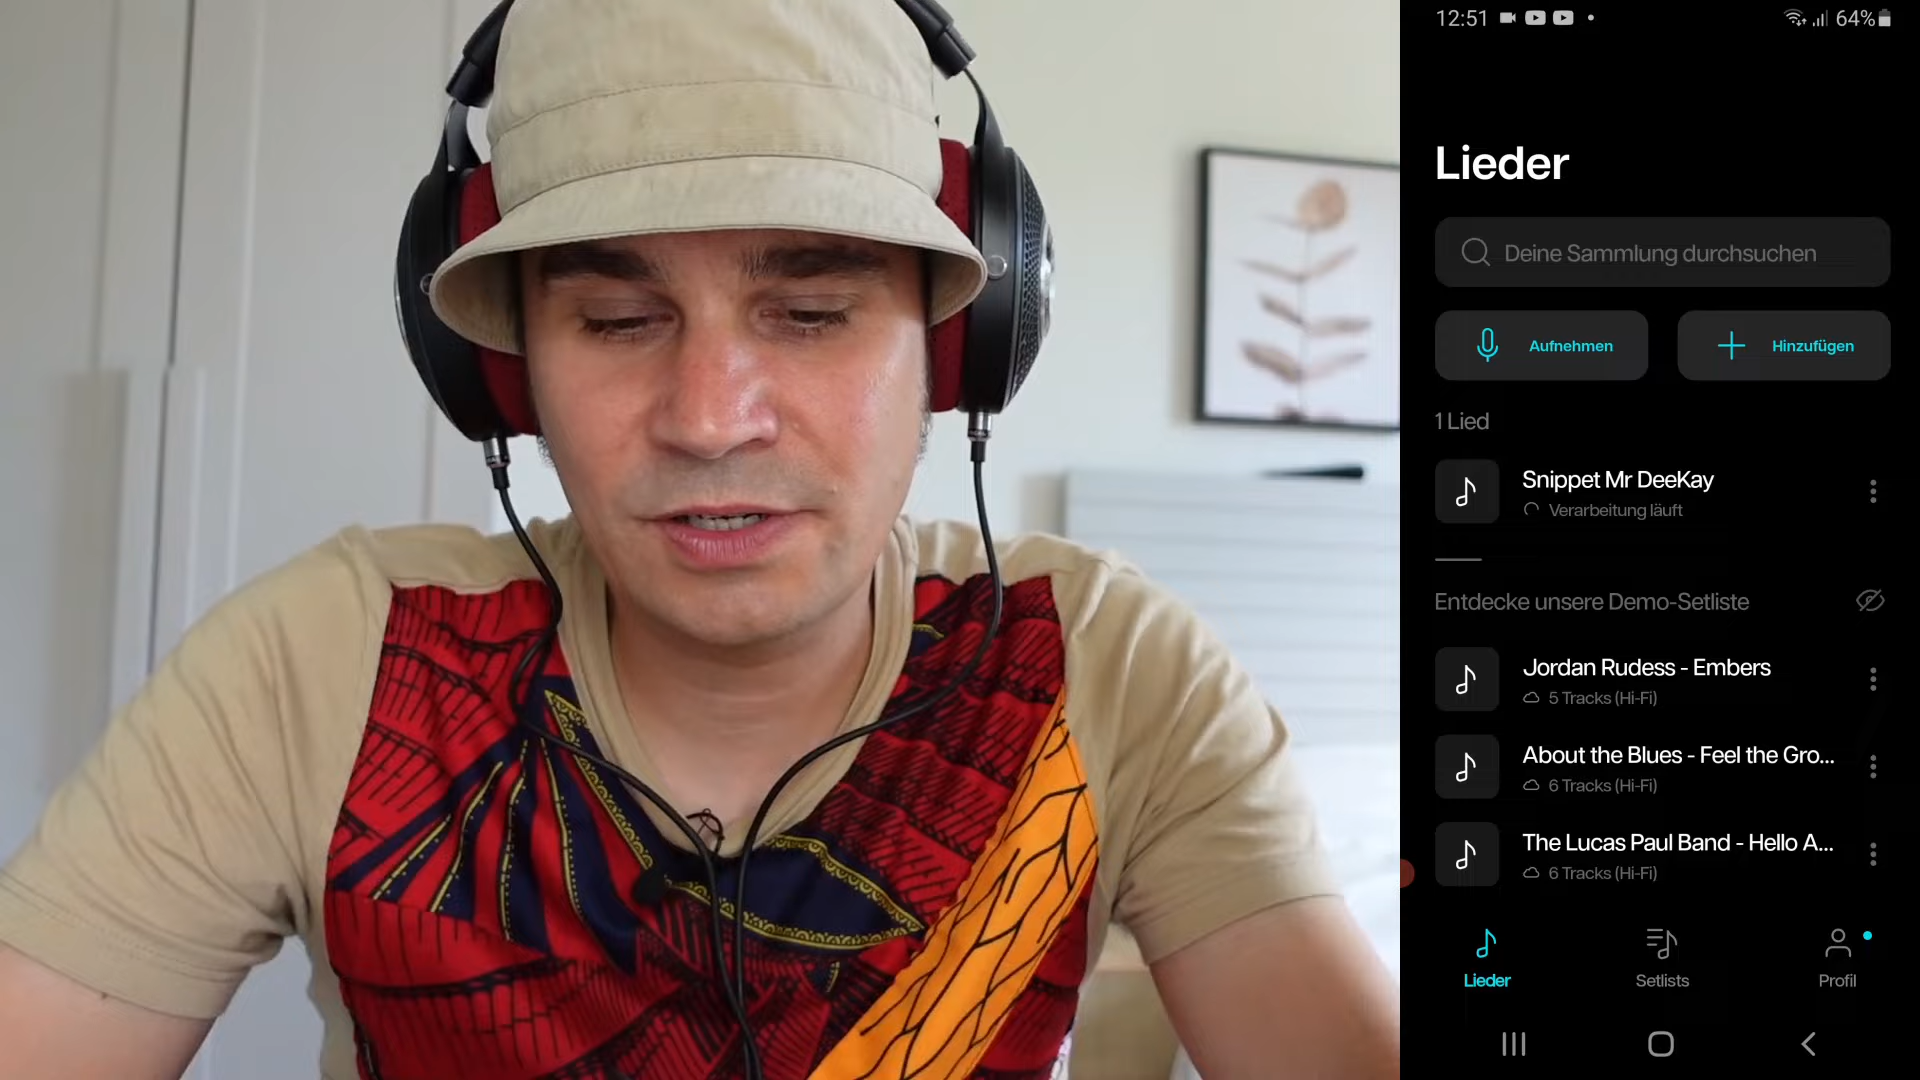 12:51
64%
Lieder
Deine Sammlung durchsuchen
Aufnehmen
Hinzufügen
1 Lied
Snippet Mr DeeKay
Verarbeitung läuft
Entdecke unsere Demo-Setliste
Jordan Rudess - Embers
5 Tracks (Hi-Fi)
About the Blues - Feel the Gro...
6 Tracks (Hi-Fi)
The Lucas Paul Band - Hello A...
6 Tracks (Hi-Fi)
Lieder
Setlists
Profil